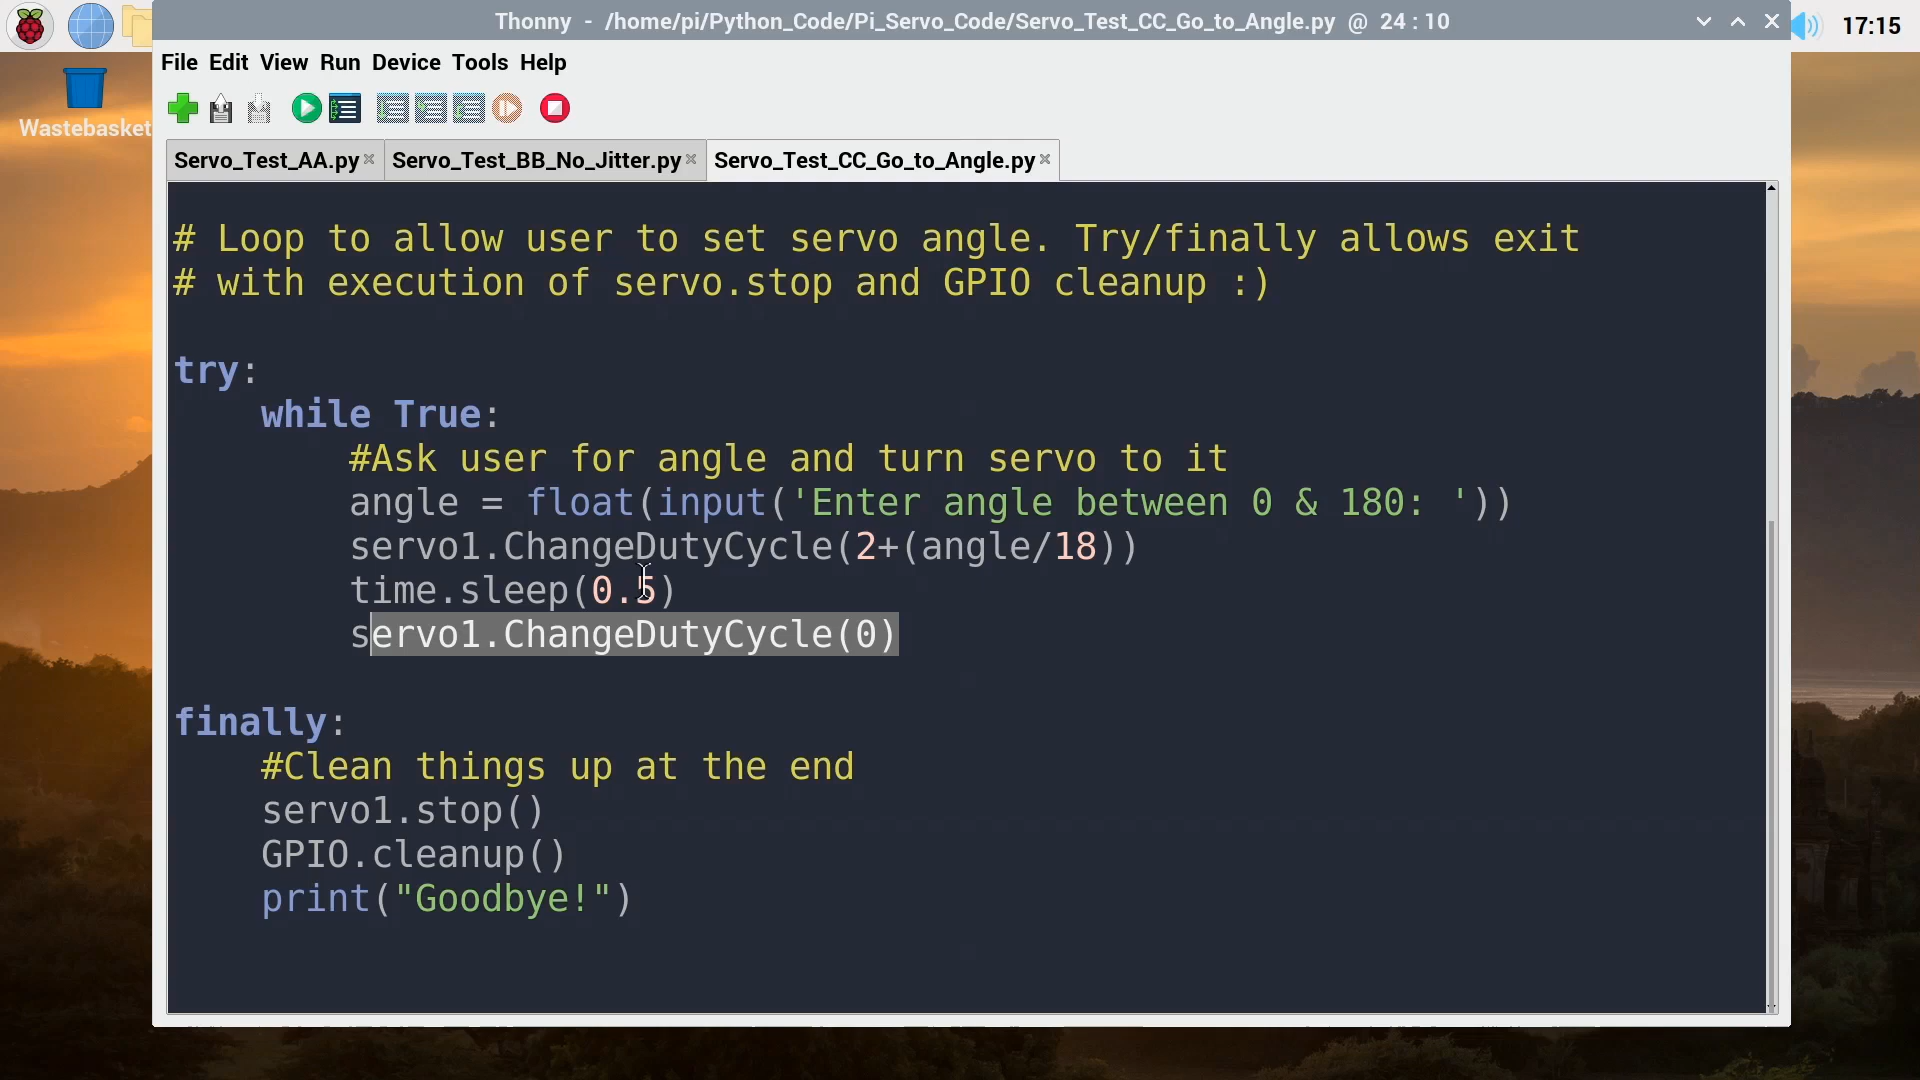 Thonny - /home/pi/Python_Code/Pi_Servo_Code/Servo_Test_CC_Go_to_Angle.py @ 24 : 10
17:15
Wastebasket
File Edit View Run Device Tools Help
Servo_Test_AA.py Servo_Test_BB_No_Jitter.py Servo_Test_CC_Go_to_Angle.py
# Loop to allow user to set servo angle. Try/finally allows exit
# with execution of servo.stop and GPIO cleanup :)
try:
while True:
#Ask user for angle and turn servo to it
angle = float(input('Enter angle between 0 & 180: '))
servo1.ChangeDutyCycle(2+(angle/18))
time.sleep(0.5)
servo1.ChangeDutyCycle(0)
finally:
#Clean things up at the end
servo1.stop()
GPIO.cleanup()
print("Goodbye!")